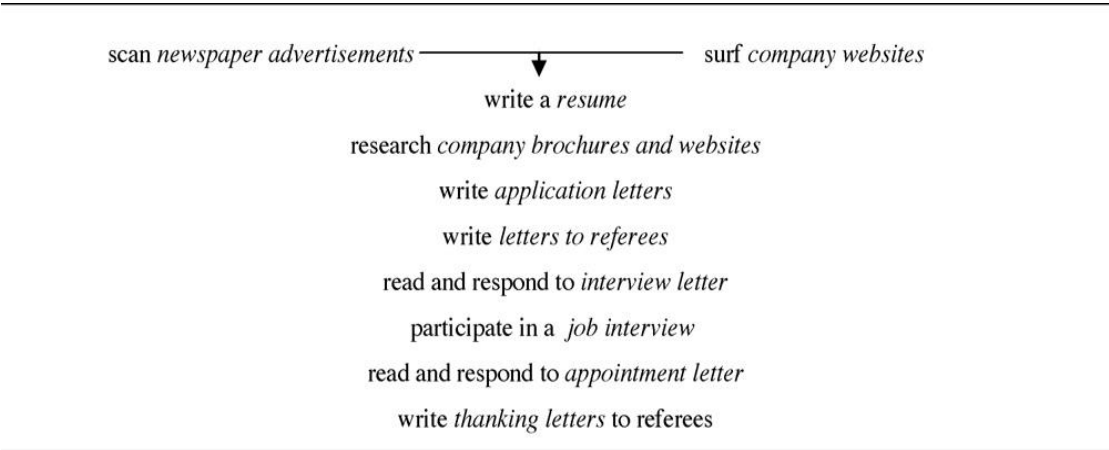 scan newspaper advertisements surf company websites
write a resume
research company brochures and websites
write application letters
write letters to referees
read and respond to interview letter
participate in a job interview
read and respond to appointment letter
write thanking letters to referees